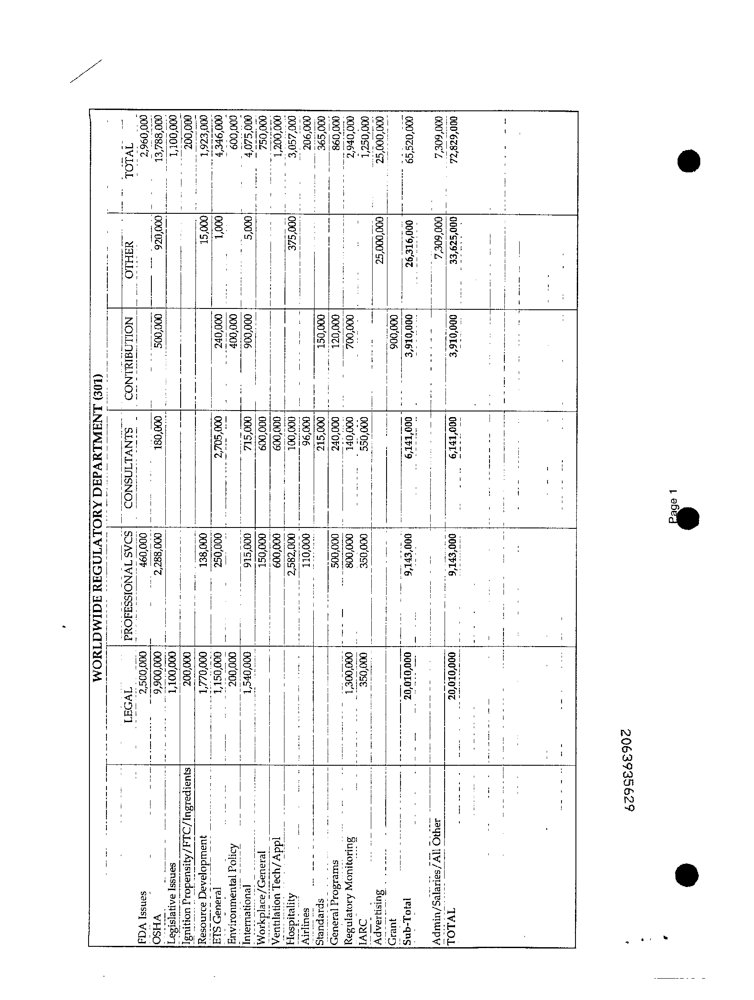 WORLDWIDE REGULATORY DEPARTMENT (301)
LEGAL PROFESSIONAL SVCS CONSULTANTS CONTRIBUTION OTHER TOTAL
FDA Issues 2,500,000 460,000 2,960,000
OSHA 9,900,000 2,288,000 180,000 500,000 920,000 13,788,000
Legislative Issues 1,100,000 1,100,000
Ignition Propensity/FTC/Ingredients 200,000 200,000
Resource Development 1,770,000 138,000 15,000 1,923,000
ETS General 1,150,000 250,000 2,705,000 240,000 1,000 4,346,000
Environmental Policy 200,000 400,000 600,000
International 1,540,000 915,000 715,000 900,000 5,000 4,075,000
Workplace/General 150,000 600,000 750,000
Ventilation Tech/Appl 600,000 600,000 1,200,000
Hospitality 2,582,000 100,000 375,000 3,057,000
Airlines 110,000 96,000 206,000
Standards 215,000 150,000 365,000
General Programs 500,000 240,000 120,000 860,000
Regulatory Monitoring 1,300,000 800,000 140,000 700,000 2,940,000
IARC 350,000 350,000 550,000 1,250,000
Advertising 25,000,000 25,000,000
Grant 900,000
Sub-Total 20,010,000 9,143,000 6,141,000 3,910,000 26,316,000 65,520,000
Admin/Salaries/All Other 7,309,000 7,309,000
TOTAL 20,010,000 9,143,000 6,141,000 3,910,000 33,625,000 72,829,000
Page 1
2063935629